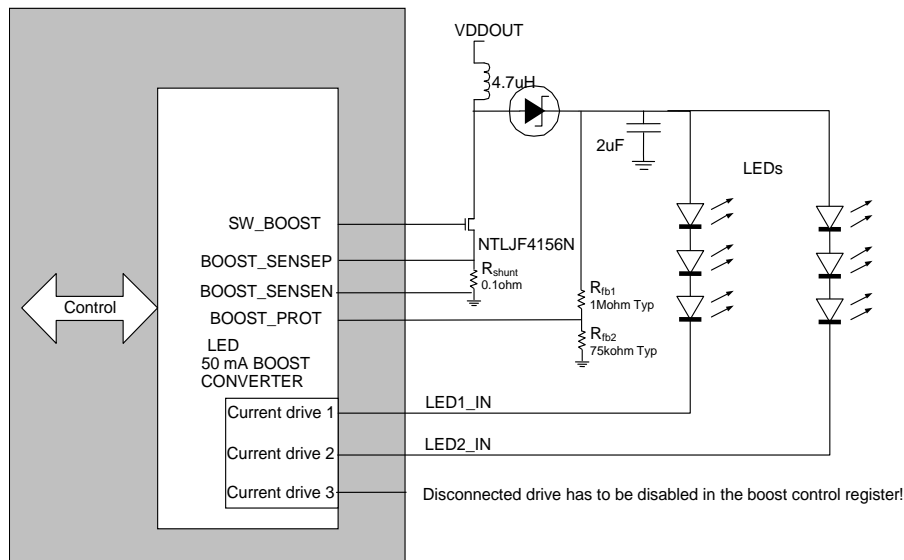 VDDOUT
4.7uH
2uF
LEDs
SW_BOOST
NTLJF4156N
BOOST_SENSEP
Rshunt
0.1ohm
BOOST_SENSEN
Rfb1
1Mohm Typ
Control
BOOST_PROT
Rfb2
75kohm Typ
LED
50 mA BOOST
CONVERTER
Current drive 1
LED1_IN
Current drive 2
LED2_IN
Current drive 3
Disconnected drive has to be disabled in the boost control register!